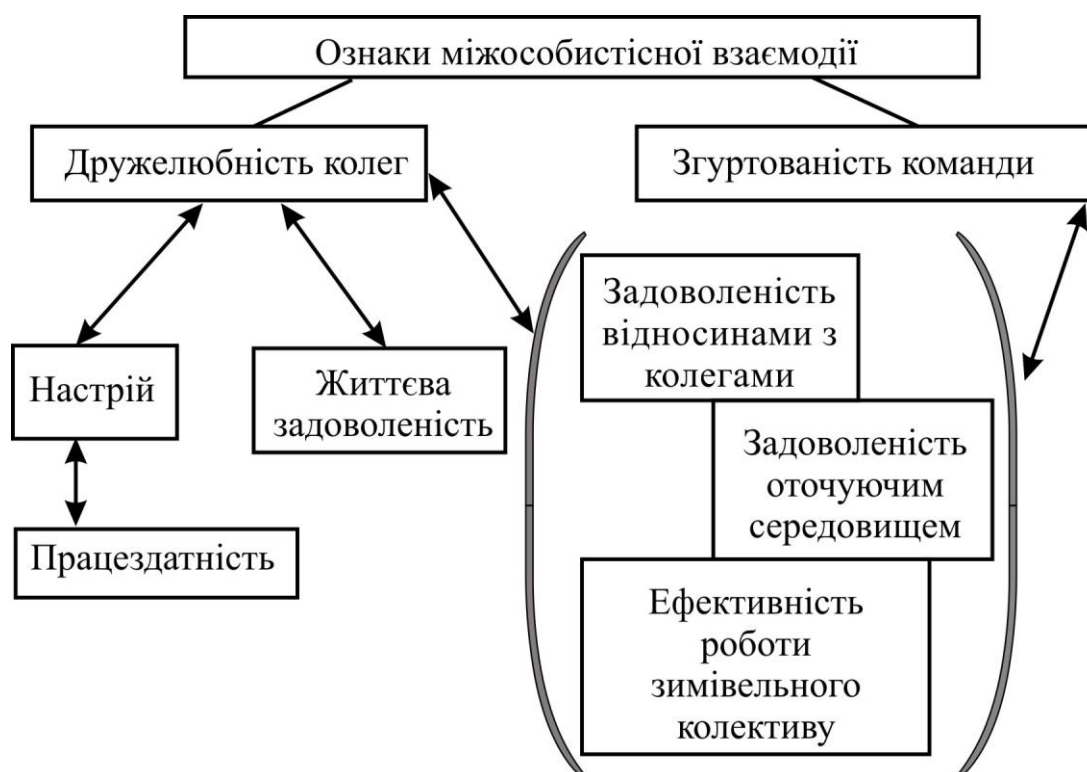 Ознаки міжособистісної взаємодії
Дружелюбність колег
Згуртованість команди
Настрій
Життєва
задоволеність
Працездатність
Задоволеність
відносинами з
колегами
Задоволеність
оточуючим
середовищем
Ефективність
роботи
зимівельного
колективу